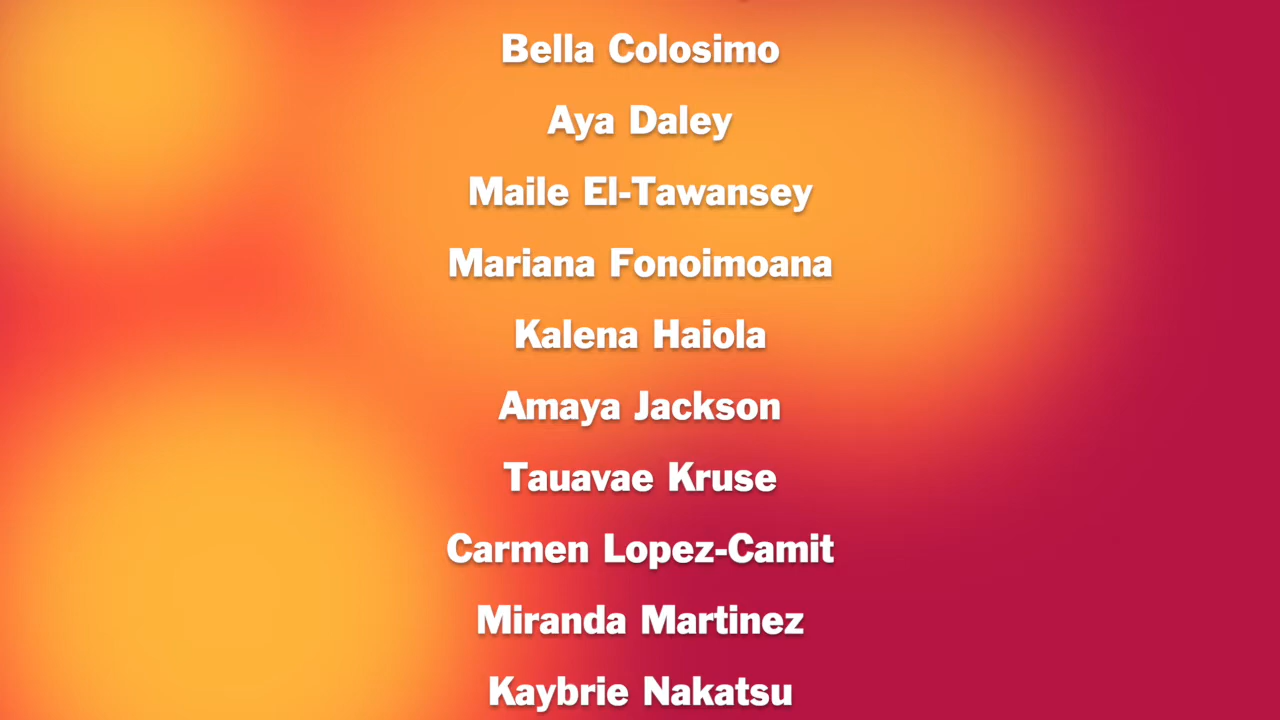 Bella Colosimo
Aya Daley
Maile El-Tawansey
Mariana Fonoimoana
Kalena Haiola
Amaya Jackson
Tauavae Kruse
Carmen Lopez-Camit
Miranda Martinez
Kaybrie Nakatsu